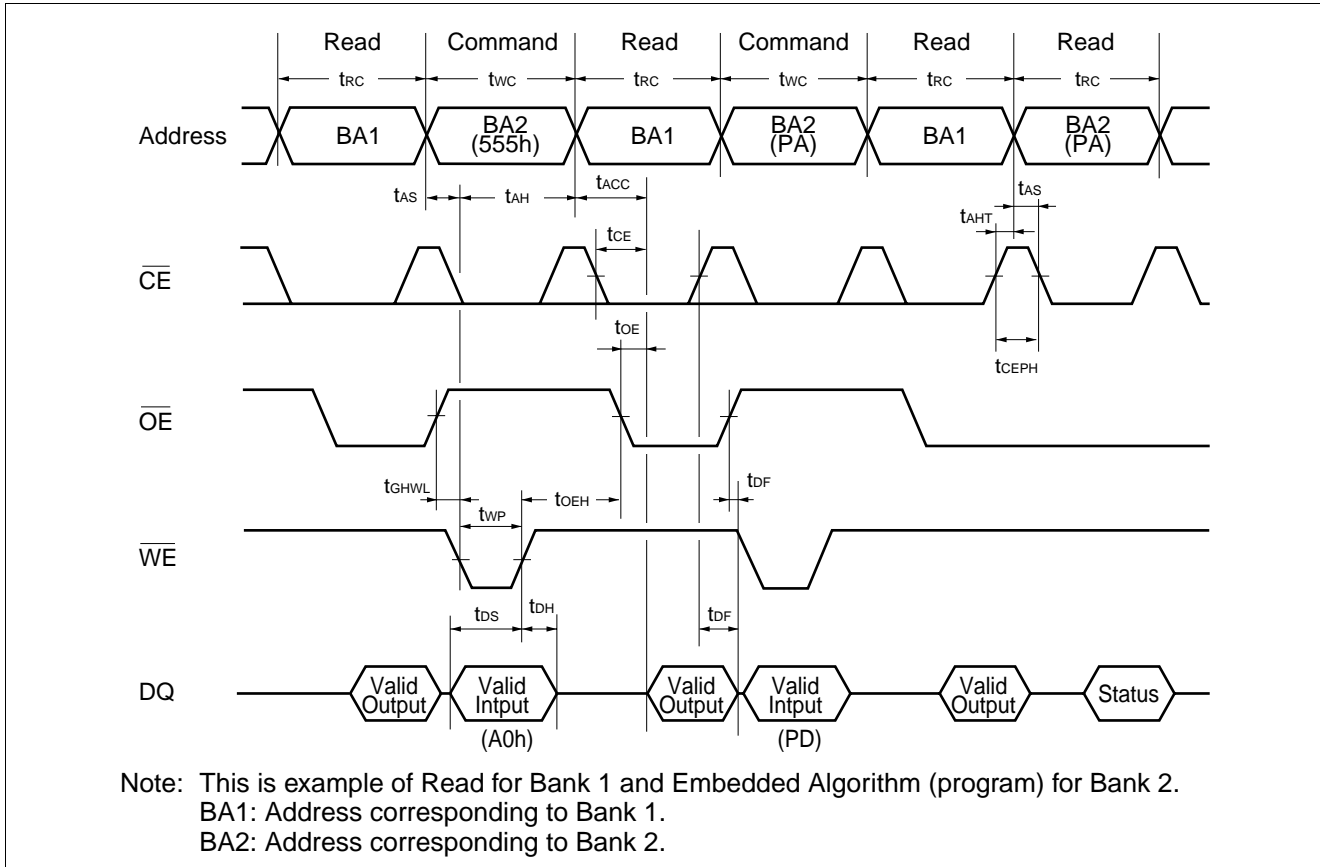 Read Command Read Command Read Read
tRC tWC tRC tWC tRC tRC
Address BA1 BA2 BA1 BA2 BA1 BA2
(555h) (PA) (PA)
tAS tAH tACC tAS
tAHT
tCE
CE
tOE
tCEPH
OE
tGHWL tDF
tWP tOEH
WE
tDS tDH tDF
DQ Valid Valid Valid Valid Valid Status
Output Intput Output Intput Output
(A0h) (PD)
Note: This is example of Read for Bank 1 and Embedded Algorithm (program) for Bank 2.
BA1: Address corresponding to Bank 1.
BA2: Address corresponding to Bank 2.